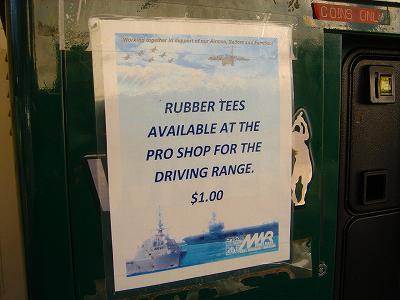 COINS ONLY
Working together in support of our Airmen, Sailors and Families!
RUBBER TEES
AVAILABLE AT THE
PRO SHOP FOR THE
DRIVING RANGE.
$1.00